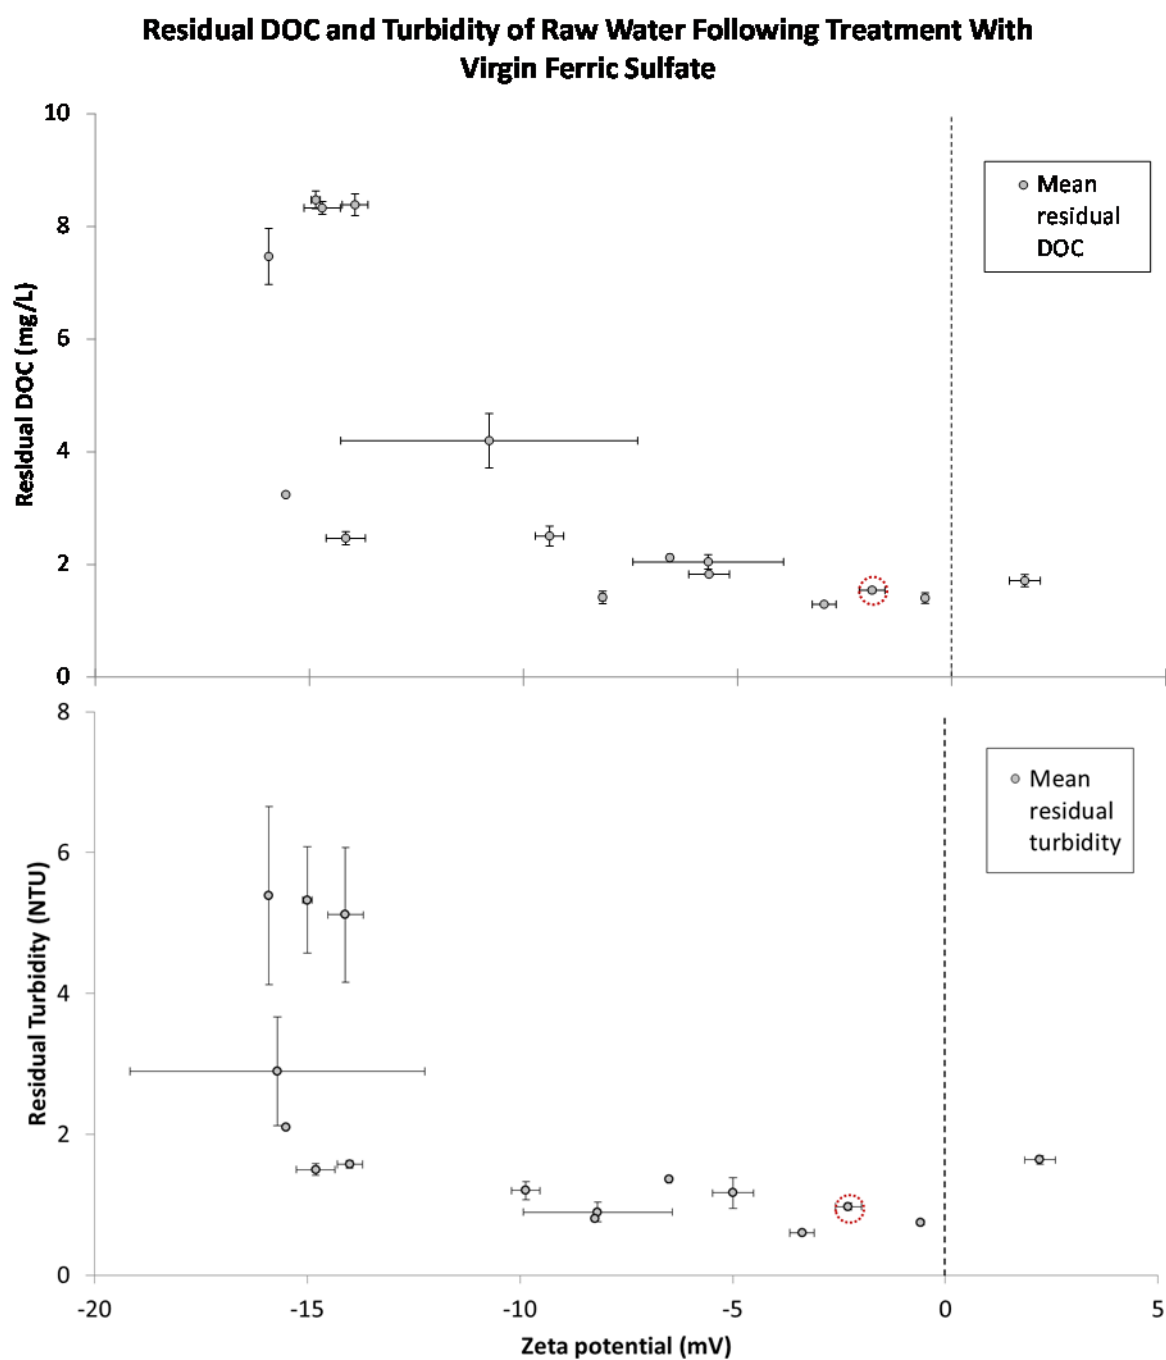 Residual DOC and Turbidity of Raw Water Following Treatment With
Virgin Ferric Sulfate
10
8
6
4
2
0
Residual DOC (mg/L)
Mean
residual
DOC
8
6
4
2
0
Residual Turbidity (NTU)
Mean
residual
turbidity
-20 -15 -10 -5 0 5
Zeta potential (mV)